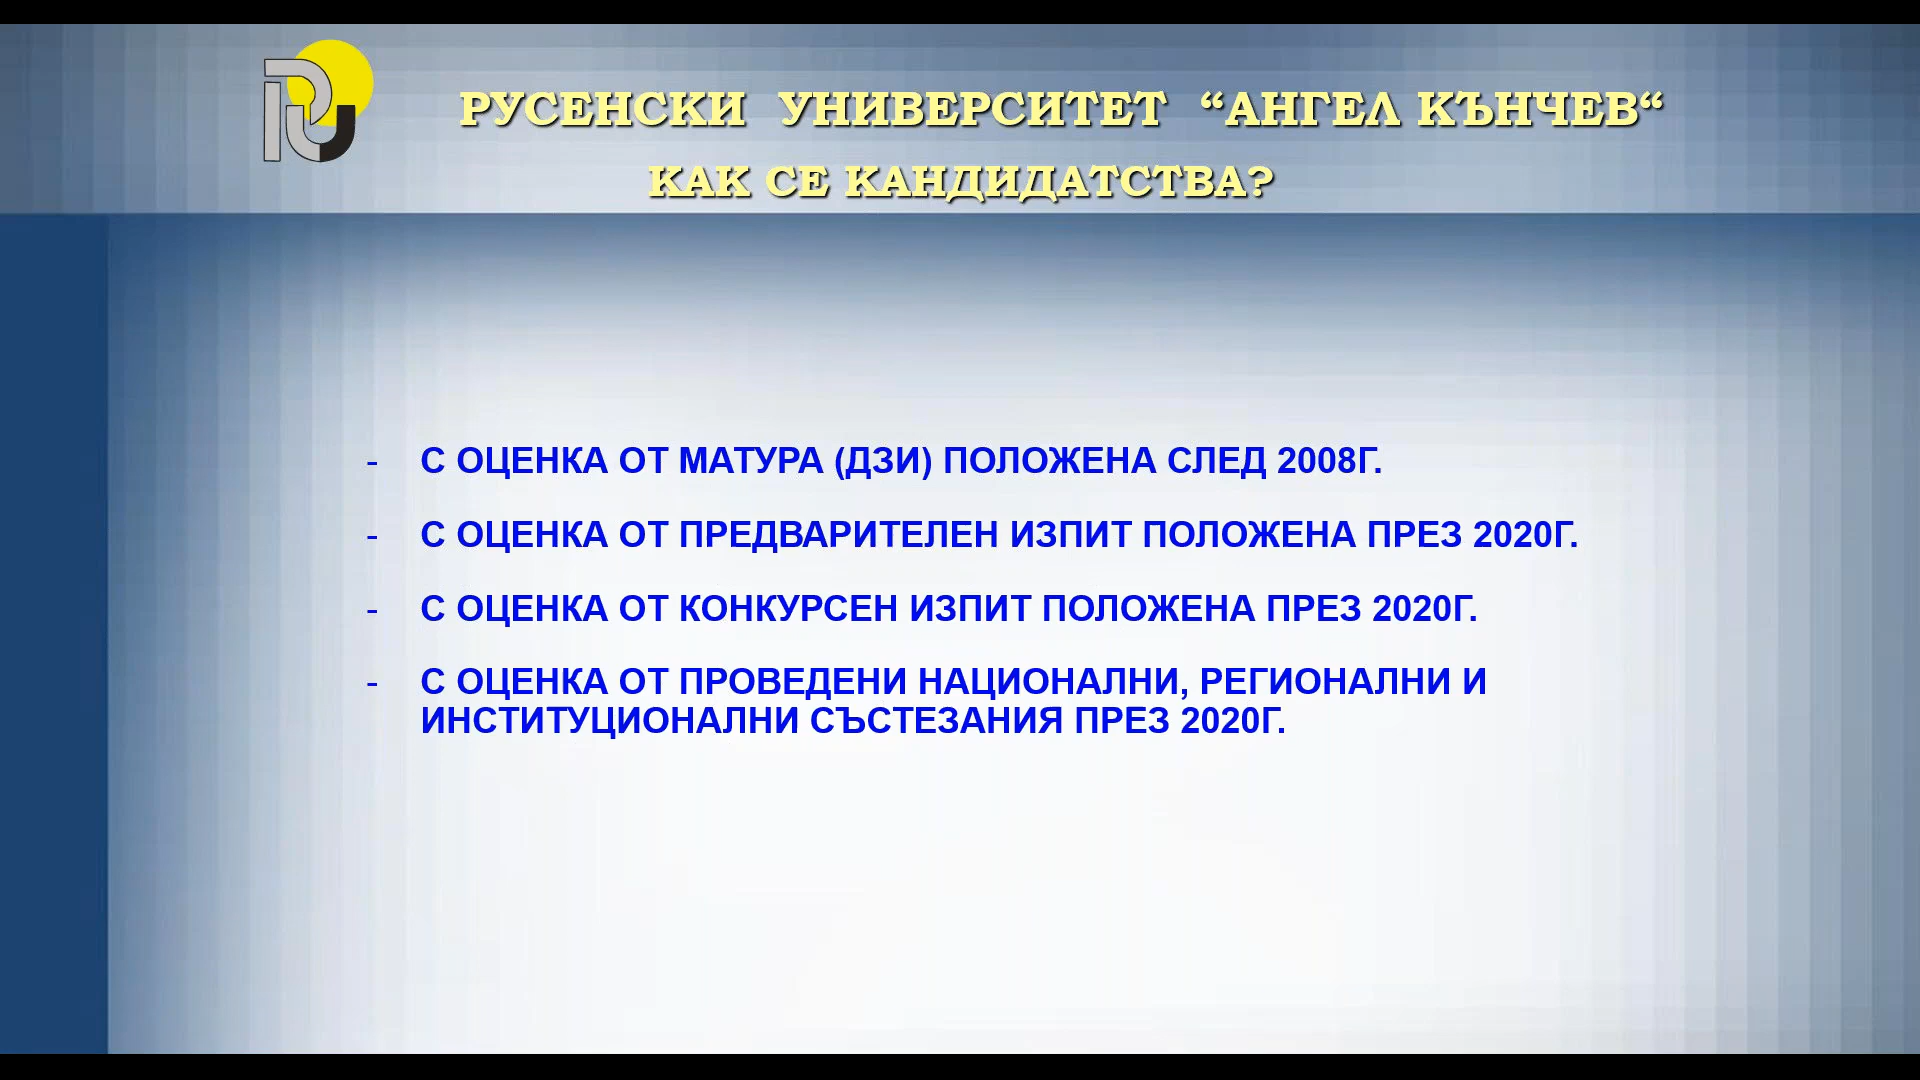 РУСЕНСКИ УНИВЕРСИТЕТ “АНГЕЛ КЪНЧЕВ“
КАК СЕ КАНДИДАТСТВА?
- С ОЦЕНКА ОТ МАТУРА (ДЗИ) ПОЛОЖЕНА СЛЕД 2008Г.
- С ОЦЕНКА ОТ ПРЕДВАРИТЕЛЕН ИЗПИТ ПОЛОЖЕНА ПРЕЗ 2020Г.
- С ОЦЕНКА ОТ КОНКУРСЕН ИЗПИТ ПОЛОЖЕНА ПРЕЗ 2020Г.
- С ОЦЕНКА ОТ ПРОВЕДЕНИ НАЦИОНАЛНИ, РЕГИОНАЛНИ И
ИНСТИТУЦИОНАЛНИ СЪСТЕЗАНИЯ ПРЕЗ 2020Г.